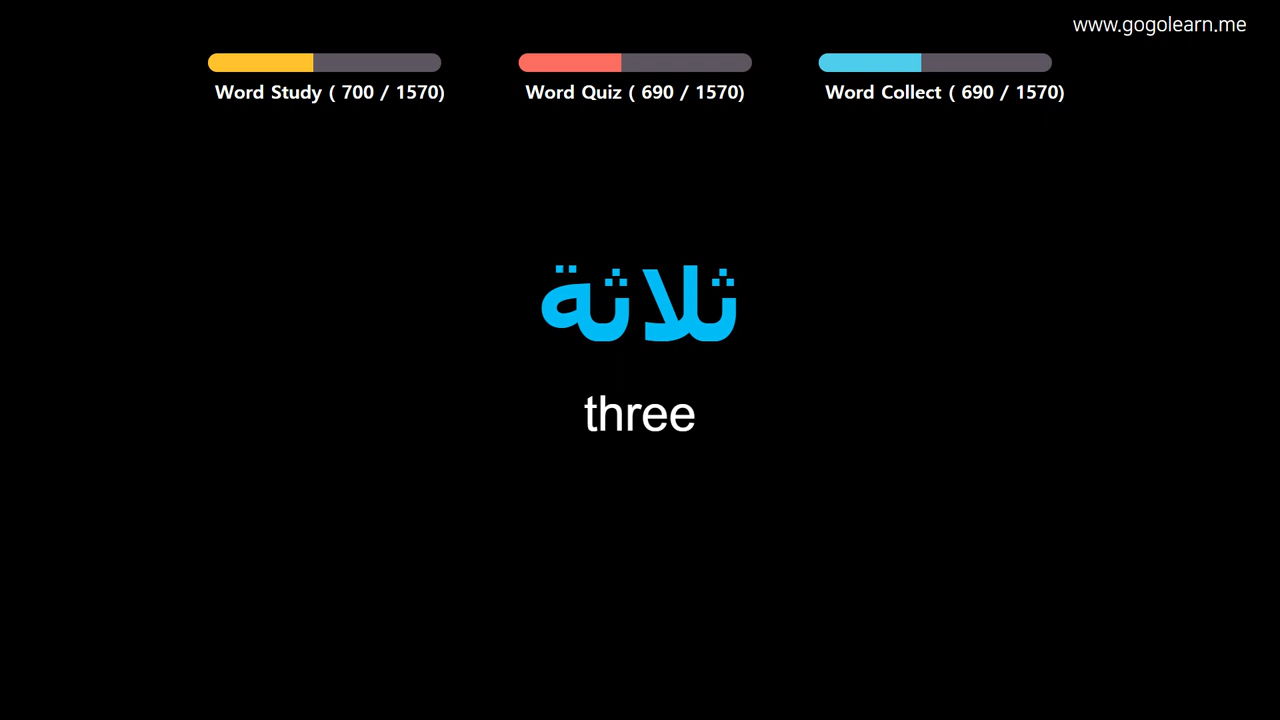 www.gogolearn.me
Word Study ( 700 / 1570)
Word Quiz ( 690 / 1570)
Word Collect ( 690 / 1570)
ثلاثة
three